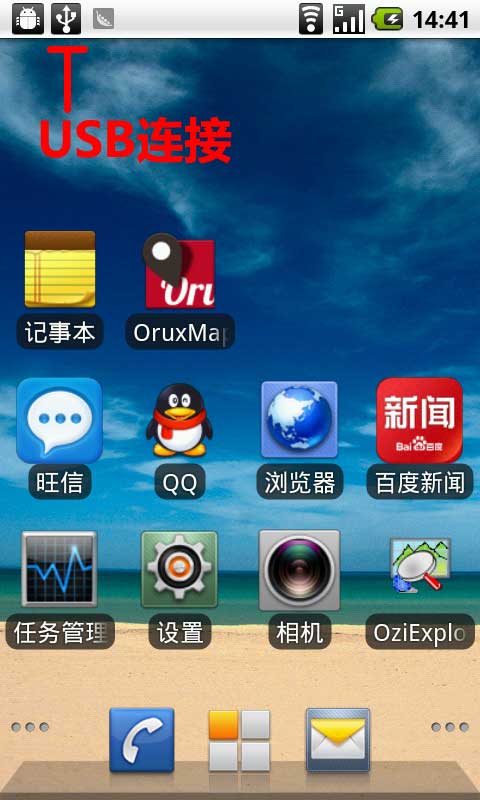 14:41
USB连接
Oru
记事本
OruxMap
新闻
Bai百度
旺信
QQ
浏览器
百度新闻
任务管理
设置
相机
OziExplo